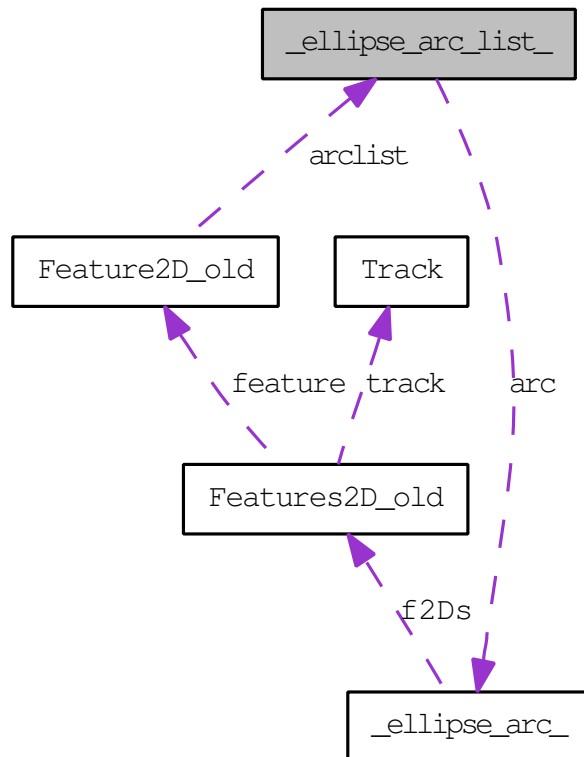 _ellipse_arc_list_
arclist
Feature2D_old
Track
feature
track
arc
Features2D_old
f2Ds
_ellipse_arc_